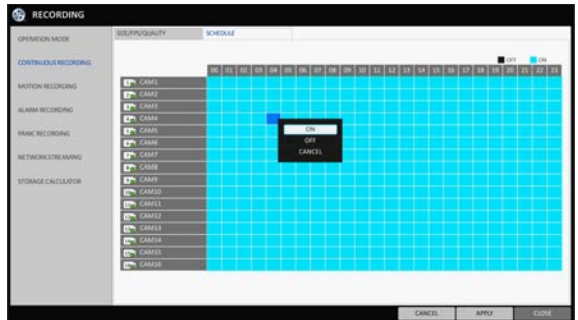 RECORDING
OPERATION MODE
CONTINUOUS RECORDING
MOTION RECORDING
ALARM RECORDING
PANIC RECORDING
NETWORK STREAMING
STORAGE CALCULATOR
SIZE/FPS/QUALITY SCHEDULE
OFF ON
00 01 02 03 04 05 06 07 08 09 10 11 12 13 14 15 16 17 18 19 20 21 22 23
CAM1
CAM2
CAM3
CAM4
CAM5
CAM6
CAM7
CAM8
CAM9
CAM10
CAM11
CAM12
CAM13
CAM14
CAM15
CAM16
ON
OFF
CANCEL
CANCEL APPLY CLOSE